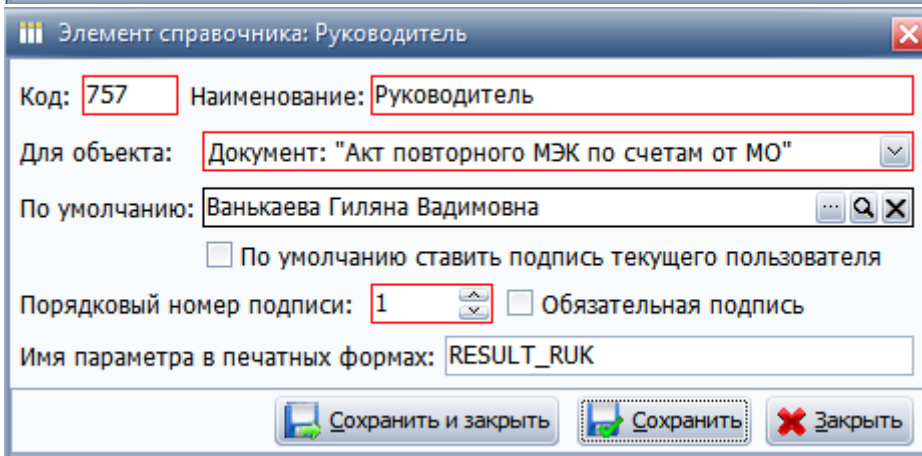 Элемент справочника: Руководитель
Код: 757 Наименование: Руководитель
Для объекта: Документ: "Акт повторного МЭК по счетам от МО"
По умолчанию: Ванькаева Гиляна Вадимовна
По умолчанию ставить подпись текущего пользователя
Порядковый номер подписи: 1 Обязательная подпись
Имя параметра в печатных формах: RESULT_RUK
Сохранить и закрыть Сохранить Закрыть